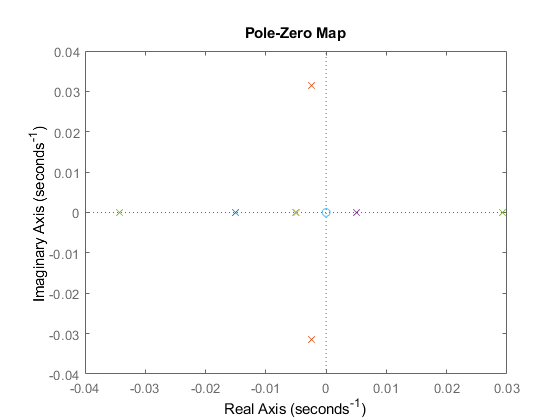 Pole-Zero Map
Imaginary Axis (seconds⁻¹)
0.04
0.03
0.02
0.01
0
-0.01
-0.02
-0.03
-0.04
-0.04 -0.03 -0.02 -0.01 0 0.01 0.02 0.03
Real Axis (seconds⁻¹)